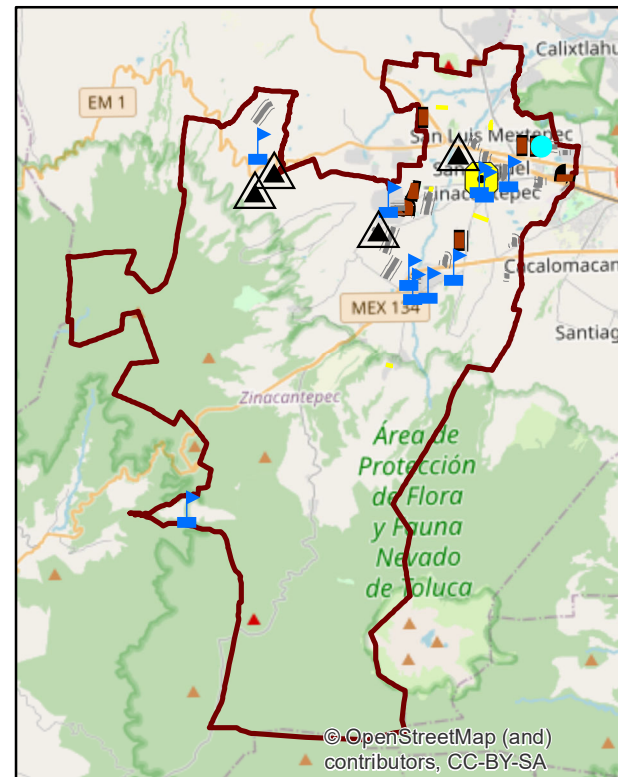 Calixtlahu
EM 1
San Luis Mextepec
San Miguel
Zinacantepec
Cacalomacan
MEX 134
Santiag
Zinacantepec
Área de
Protección
de Flora
y Fauna
Nevado
de Toluca
© OpenStreetMap (and)
contributors, CC-BY-SA